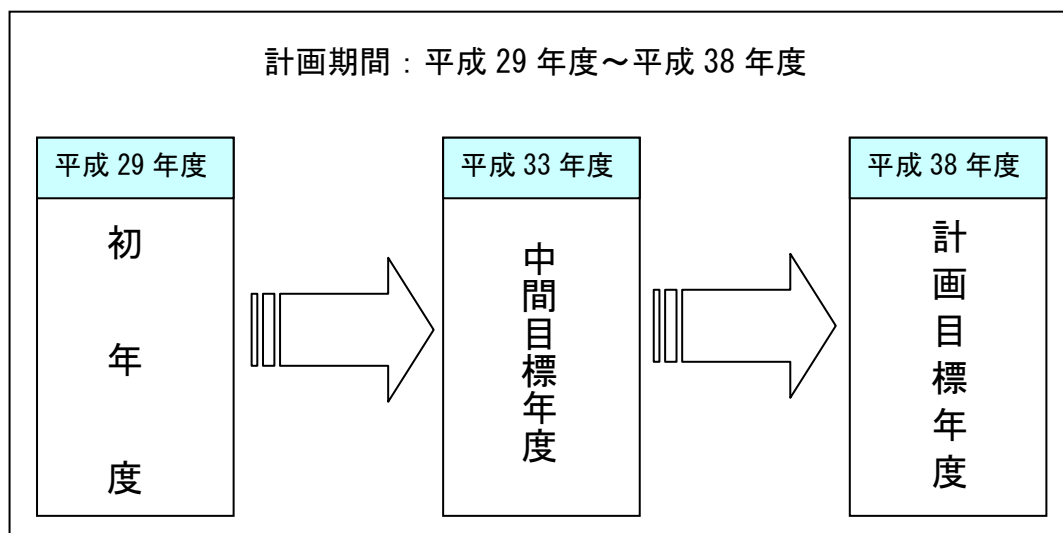 計画期間：平成 29 年度～平成 38 年度
平成 29 年度
初年度
平成 33 年度
中間目標年度
平成 38 年度
計画目標年度